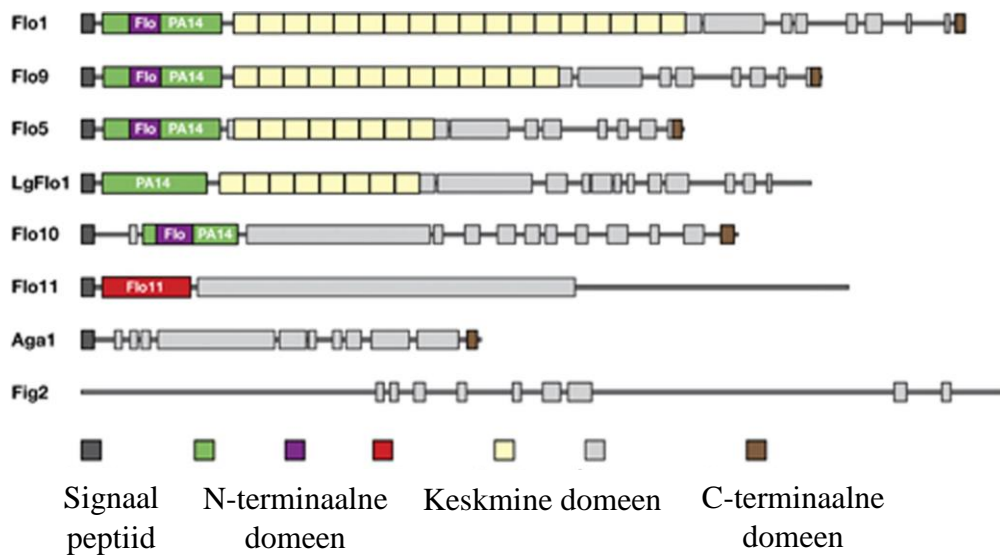 Flo1 Flo PA14
Flo9 Flo PA14
Flo5 Flo PA14
LgFlo1 PA14
Flo10 Flo PA14
Flo11 Flo11
Aga1
Fig2
Signaal peptiid
N-terminaalne domeen
Keskmine domeen
C-terminaalne domeen